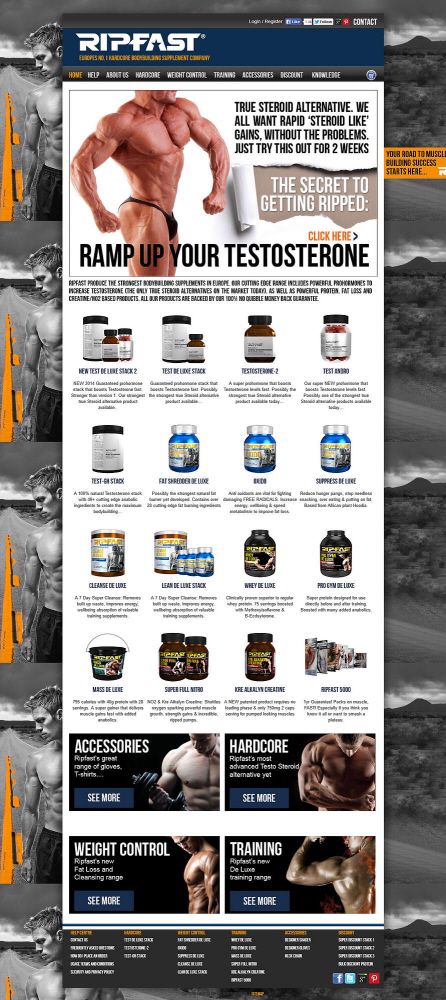 Login / Register
Like
Follow
CONTACT
RIPFAST®
EUROPES NO. 1 HARDCORE BODYBUILDING SUPPLEMENT COMPANY
HOME HELP ABOUT US HARDCORE WEIGHT CONTROL TRAINING ACCESSORIES DISCOUNT KNOWLEDGE
TRUE STEROID ALTERNATIVE. WE
ALL WANT RAPID 'STEROID LIKE'
GAINS, WITHOUT THE PROBLEMS.
JUST TRY THIS OUT FOR 2 WEEKS
THE SECRET TO
GETTING RIPPED:
CLICK HERE >
RAMP UP YOUR TESTOSTERONE
YOUR ROAD TO MUSCLE
BUILDING SUCCESS
STARTS HERE...
RIPFAST PRODUCE THE STRONGEST BODYBUILDING SUPPLEMENTS IN EUROPE. OUR CUTTING EDGE RANGE INCLUDES POWERFUL PROHORMONES TO
INCREASE TESTOSTERONE (THE ONLY TRUE STEROID ALTERNATIVES ON THE MARKET TODAY), AS WELL AS POWERFUL PROTEIN, FAT LOSS AND
CREATINE/NO2 BASED PRODUCTS. ALL OUR PRODUCTS ARE BACKED BY OUR 100% NO QUIBBLE MONEY BACK GUARANTEE.
NEW TEST DE LUXE STACK 2
NEW 2014 Guaranteed prohormone
stack that boosts Testosterone fast.
Stronger than version 1. Our strongest
true Steroid alternative product
available.
TEST DE LUXE STACK
Guaranteed prohormone stack that
boosts Testosterone fast. Possibly the
strongest true Steroid alternative
product available...
TESTOSTERONE-2
A super prohormone that boosts
Testosterone levels fast. Possibly
the strongest true Steroid
alternative product available
today...
TEST ANDRO
Our super NEW prohormone that
boosts Testosterone levels fast.
Possibly one of the strongest true
Steroid alternative products available
today...
TEST-GH STACK
A 100% natural Testosterone stack
with 49+ cutting edge anabolic
ingredients to create the maximum
bodybuilding...
FAT SHREDDER DE LUXE
Possibly the strongest natural fat
burner yet developed. Contains over
20 cutting edge fat burning ingredients
OXIDO
Anti oxidants are vital for fighting
damaging FREE RADICALS. Increase
energy, wellbeing & speed
metabolism to improve fat loss.
SUPPRESS DE LUXE
Reduce hunger pangs, stop needless
snacking, over eating & putting on fat.
Based from African plant Hoodia.
CLEANSE DE LUXE
A 7 Day Super Cleanse: Removes
built up waste, improves energy,
wellbeing absorption of valuable
training supplements.
LEAN DE LUXE STACK
A 7 Day Super Cleanse: Removes
built up waste, improves energy,
wellbeing absorption of valuable
training supplements.
WHEY DE LUXE
Clinically proven superior to regular
whey protein. 75 servings boosted
with Methoxyisoflavone &
B-Ecdysterone.
PRO GYM DE LUXE
Super protein designed for use
directly before and after training.
Boosted with many added anabolics.
MASS DE LUXE
795 calories with 40g protein with 20
servings. A super gainer that delivers
muscle gains fast with added
anabolics.
SUPER FULL NITRO
NO2 & Kre Alkalyn Creatine. Shuttles
oxygen sparking powerful muscle
growth, strength gains & incredible,
ripped pumps.
KRE ALKALYN CREATINE
A NEW patented product requires no
loading phase & only 750mg 2 caps
serving for pumped looking muscles
RIPFAST 5000
1yr Guaranteed Packs on muscle,
FAST! Especially if you think you
know it all or want to smash a
plateau.
ACCESSORIES
Ripfast's great
range of gloves,
T-shirts....
SEE MORE
HARDCORE
Ripfast's most
advanced Testo Steroid
alternative yet
SEE MORE
WEIGHT CONTROL
Ripfast's new
Fat Loss and
Cleansing range
SEE MORE
TRAINING
Ripfast's new
De Luxe
training range
SEE MORE
HELP CENTRE
CONTACT US
FREQUENTLY ASKED QUESTIONS
HOW DO I PLACE AN ORDER
USAGE TERMS AND CONDITIONS
SECURITY AND PRIVACY POLICY
HARDCORE
TEST DE LUXE STACK
TESTOSTERONE-2
TEST-GH STACK
WEIGHT CONTROL
FAT SHREDDER DE LUXE
OXIDO
SUPPRESS DE LUXE
CLEANSE DE LUXE
LEAN DE LUXE STACK
TRAINING
WHEY DE LUXE
PRO GYM DE LUXE
MASS DE LUXE
SUPER FULL NITRO
KRE ALKALYN CREATINE
RIPFAST 5000
ACCESSORIES
DESIGNER SHAKER
DESIGNER GLOVES
NECK CHAIN
DISCOUNT
SUPER DISCOUNT STACK 1
SUPER DISCOUNT STACK 2
SUPER DISCOUNT STACK 3
BULK DISCOUNT PROTEIN
SITEMAP